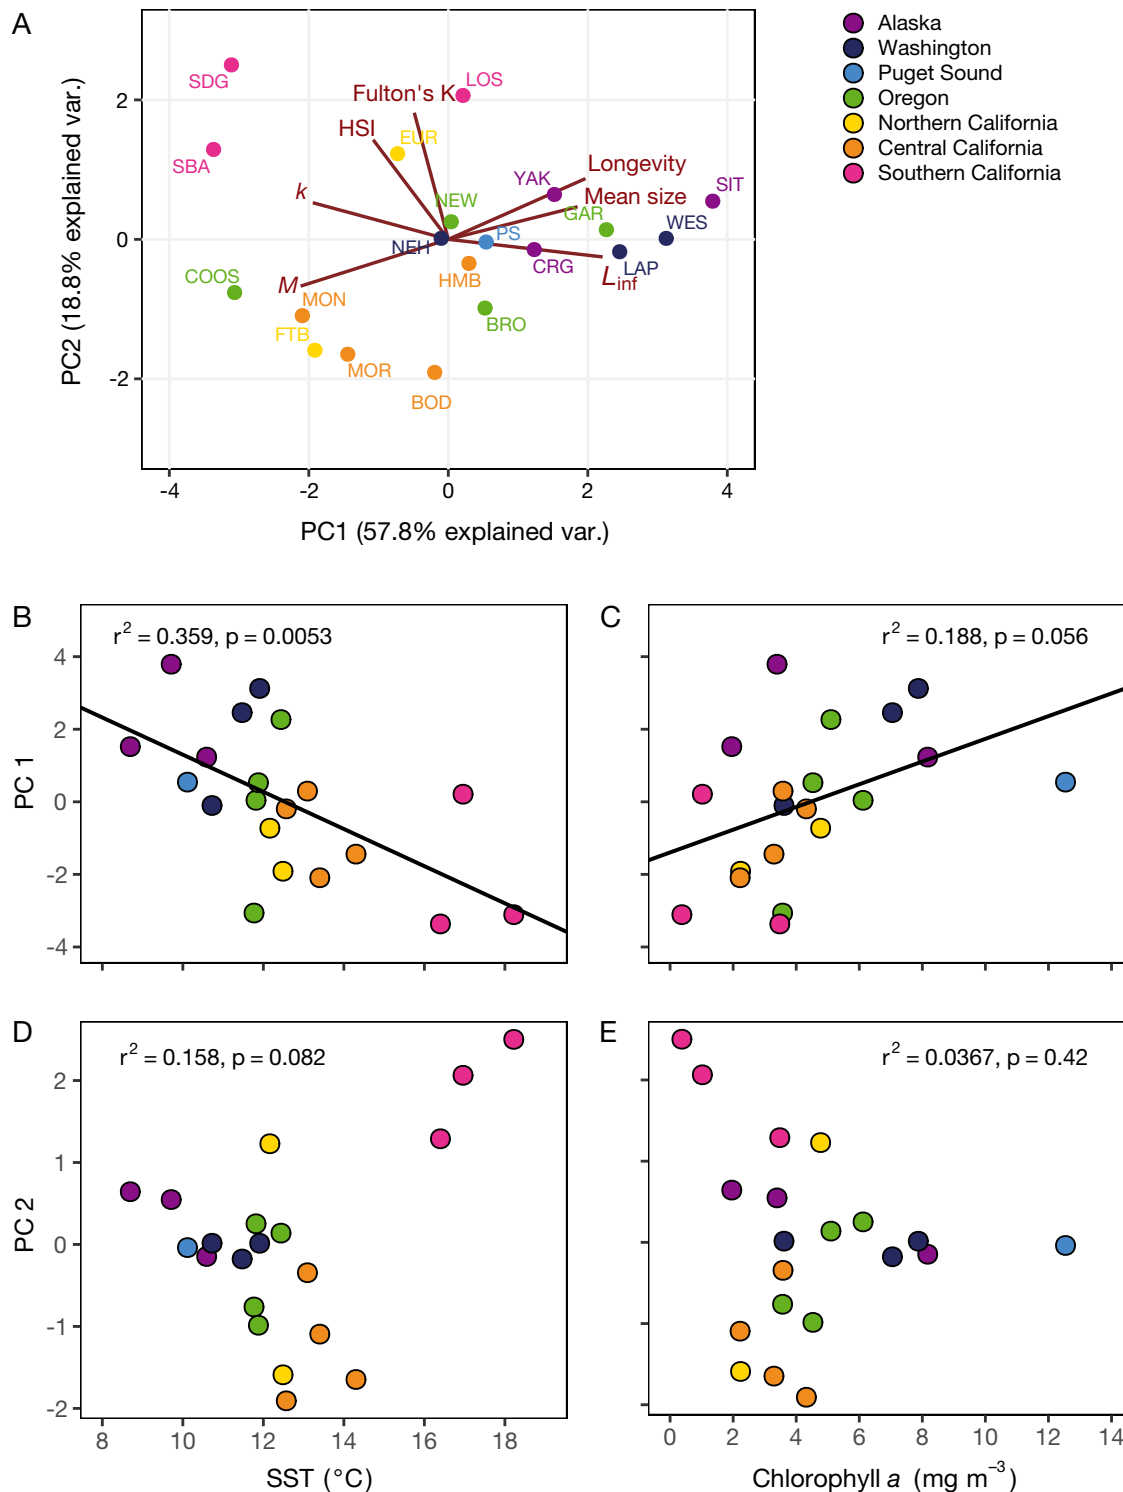 A
Alaska
Washington
Puget Sound
Oregon
Northern California
Central California
Southern California
SDG
LOS
Fulton's K
HSI
EUR
SBA
Longevity
k
YAK
SIT
Mean size
NEW
GAR
WES
PS
NEH
CRG
LAP
HMB
L inf
COOS
M
MON
BRO
FTB
MOR
BOD
2
0
-2
-4 -2 0 2 4
PC2 (18.8% explained var.)
PC1 (57.8% explained var.)
B
r² = 0.359, p = 0.0053
4
2
0
-2
-4
PC 1
C
r² = 0.188, p = 0.056
D
r² = 0.158, p = 0.082
2
1
0
-1
-2
PC 2
8 10 12 14 16 18
SST (°C)
E
r² = 0.0367, p = 0.42
0 2 4 6 8 10 12 14
Chlorophyll a (mg m⁻³)